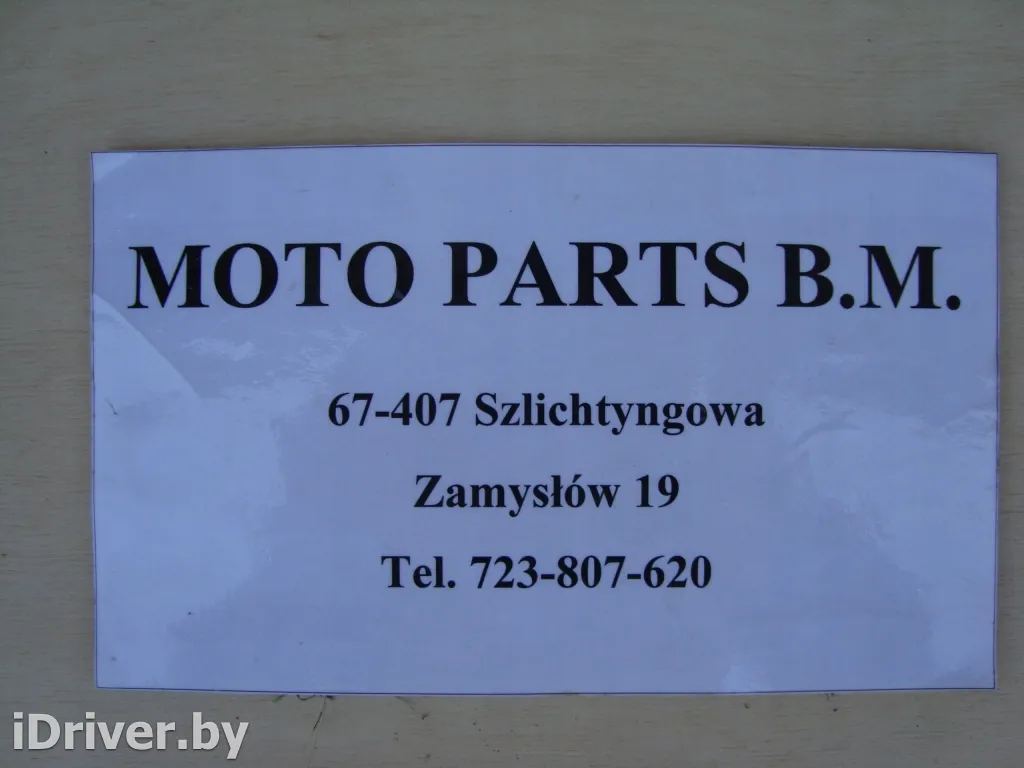 MOTO PARTS B.M.
67-407 Szlichtyngowa
Zamysłów 19
Tel. 723-807-620
iDriver.by